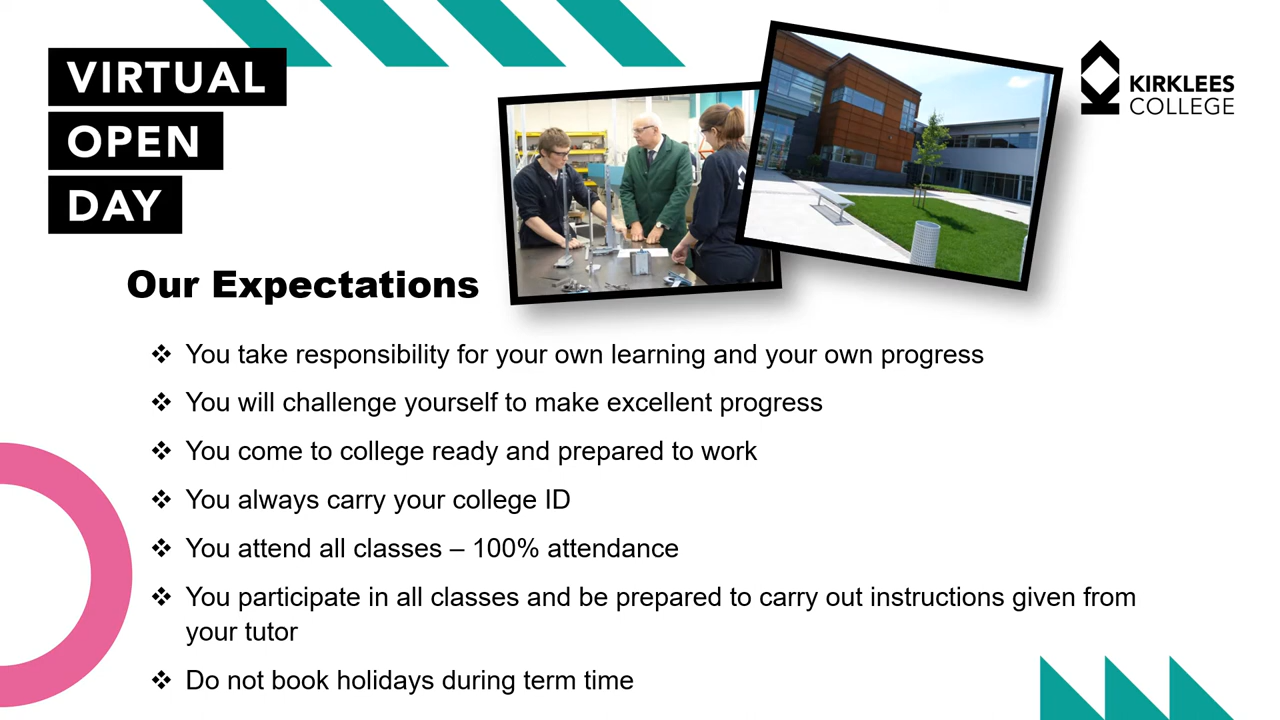 VIRTUAL
OPEN
DAY
KIRKLEES
COLLEGE
Our Expectations
❖ You take responsibility for your own learning and your own progress
❖ You will challenge yourself to make excellent progress
❖ You come to college ready and prepared to work
❖ You always carry your college ID
❖ You attend all classes – 100% attendance
❖ You participate in all classes and be prepared to carry out instructions given from
your tutor
❖ Do not book holidays during term time